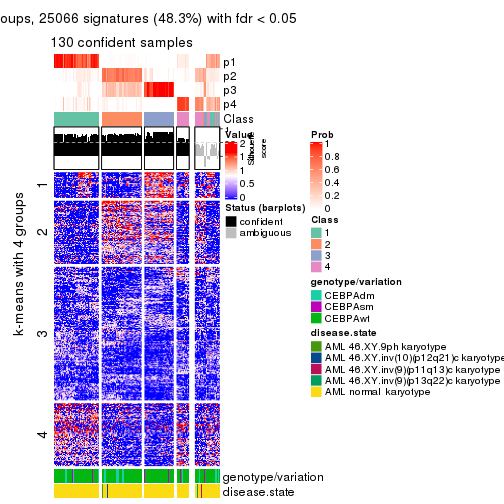 oups, 25066 signatures (48.3%) with fdr < 0.05
130 confident samples
p1
p2
p3
p4
Class
Silhouette
score
k-means with 4 groups
1
2
3
4
genotype/variation
disease.state
Value
2
1.5
1
0.5
0
Status (barplots)
confident
ambiguous
Prob
1
0.8
0.6
0.4
0.2
0
Class
1
2
3
4
genotype/variation
CEBPAdm
CEBPAsm
CEBPAwt
disease.state
AML 46.XY.9ph karyotype
AML 46.XY.inv(10)(p12q21)c karyotype
AML 46.XY.inv(9)(p11q13)c karyotype
AML 46.XY.inv(9)(p13q22)c karyotype
AML normal karyotype